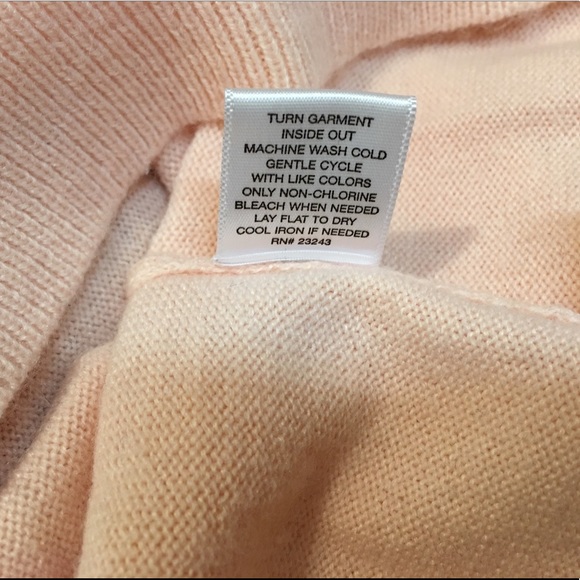 TURN GARMENT
INSIDE OUT
MACHINE WASH COLD
GENTLE CYCLE
WITH LIKE COLORS
ONLY NON-CHLORINE
BLEACH WHEN NEEDED
LAY FLAT TO DRY
COOL IRON IF NEEDED
RN# 23243